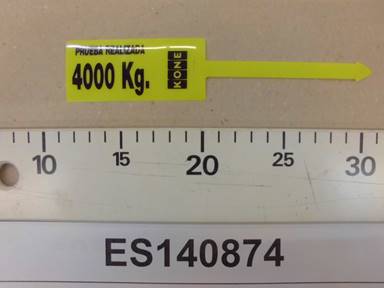 PRUEBA REALIZADA
4000 Kg.
KONE
10 15 20 25 30
ES140874